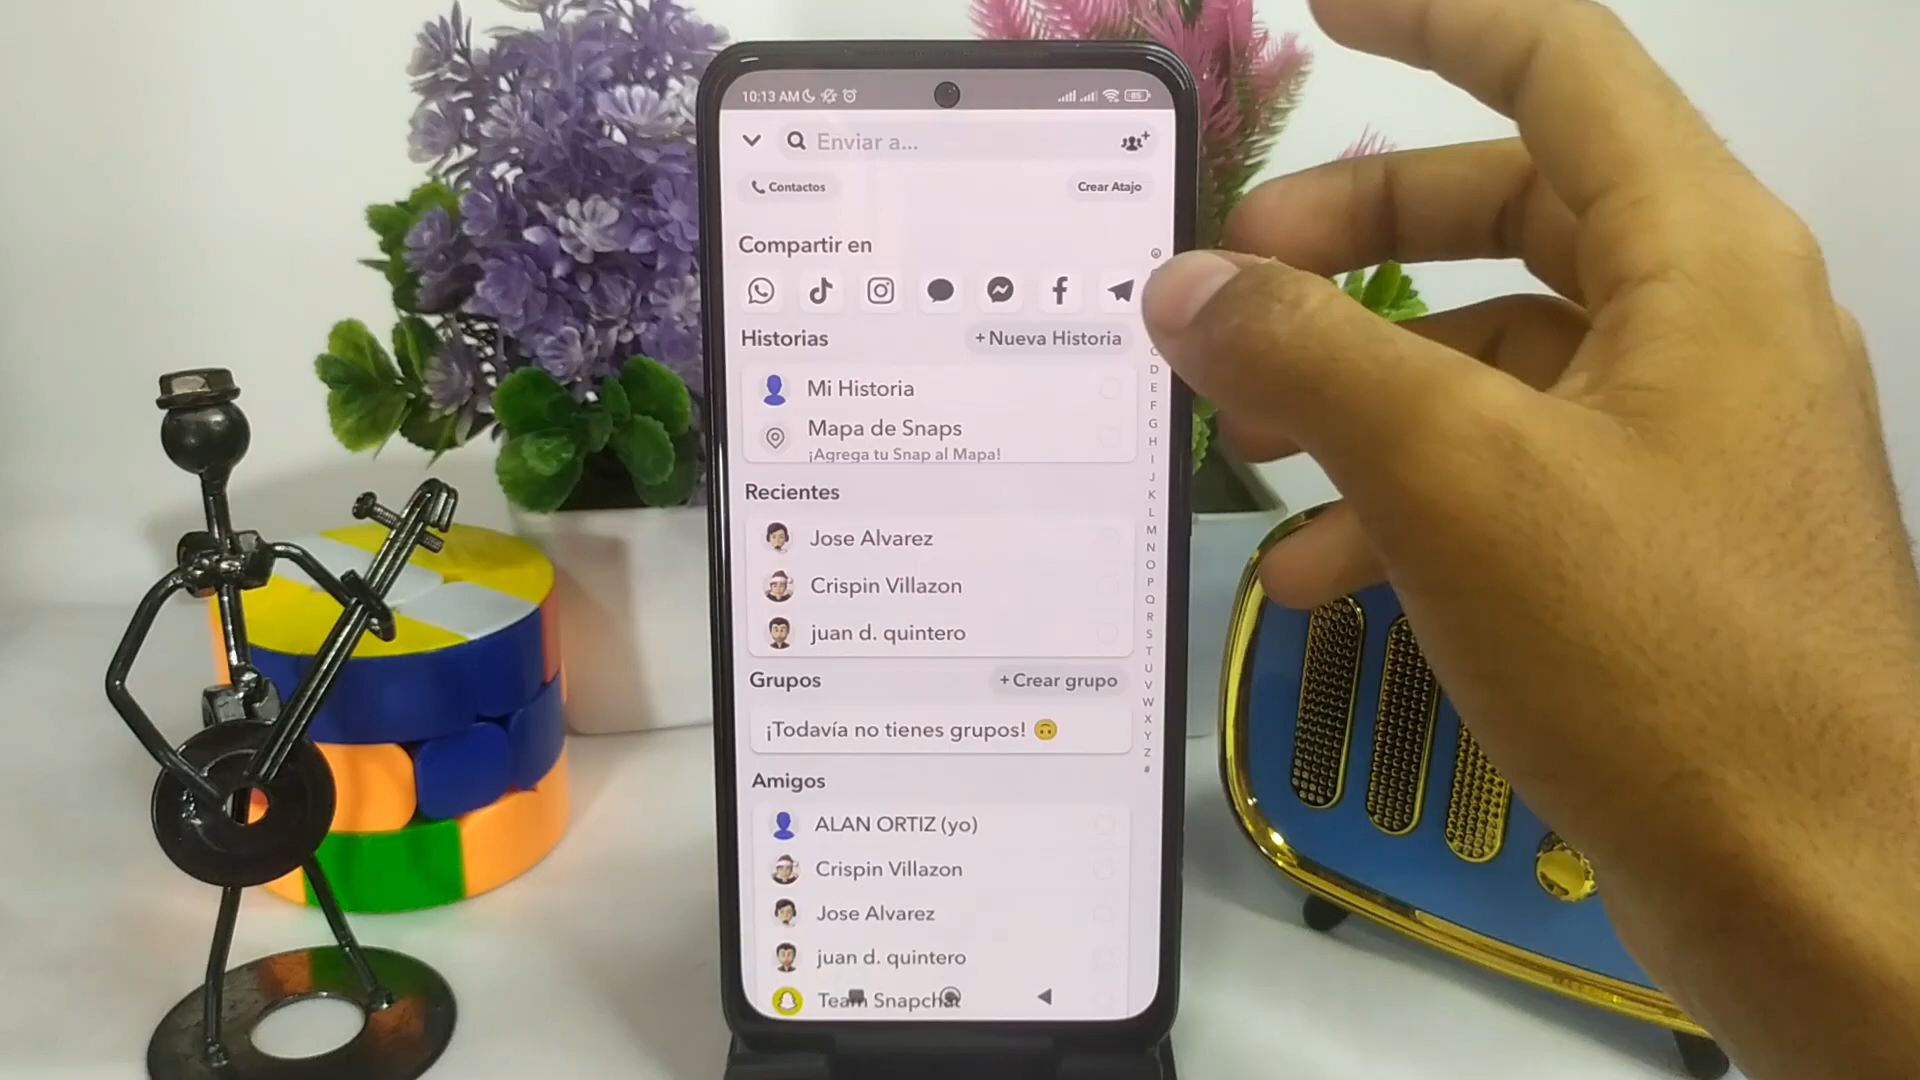 10:13 AM
85
Enviar a...
Contactos
Crear Atajo
Compartir en
Historias
+ Nueva Historia
Mi Historia
Mapa de Snaps
¡Agrega tu Snap al Mapa!
Recientes
Jose Alvarez
Crispin Villazon
juan d. quintero
Grupos
+ Crear grupo
¡Todavía no tienes grupos! 🙃
Amigos
ALAN ORTIZ (yo)
Crispin Villazon
Jose Alvarez
juan d. quintero
Team Snapchat
C
D
E
F
G
H
I
J
K
L
M
N
O
P
Q
R
S
T
U
V
W
X
Y
Z
#